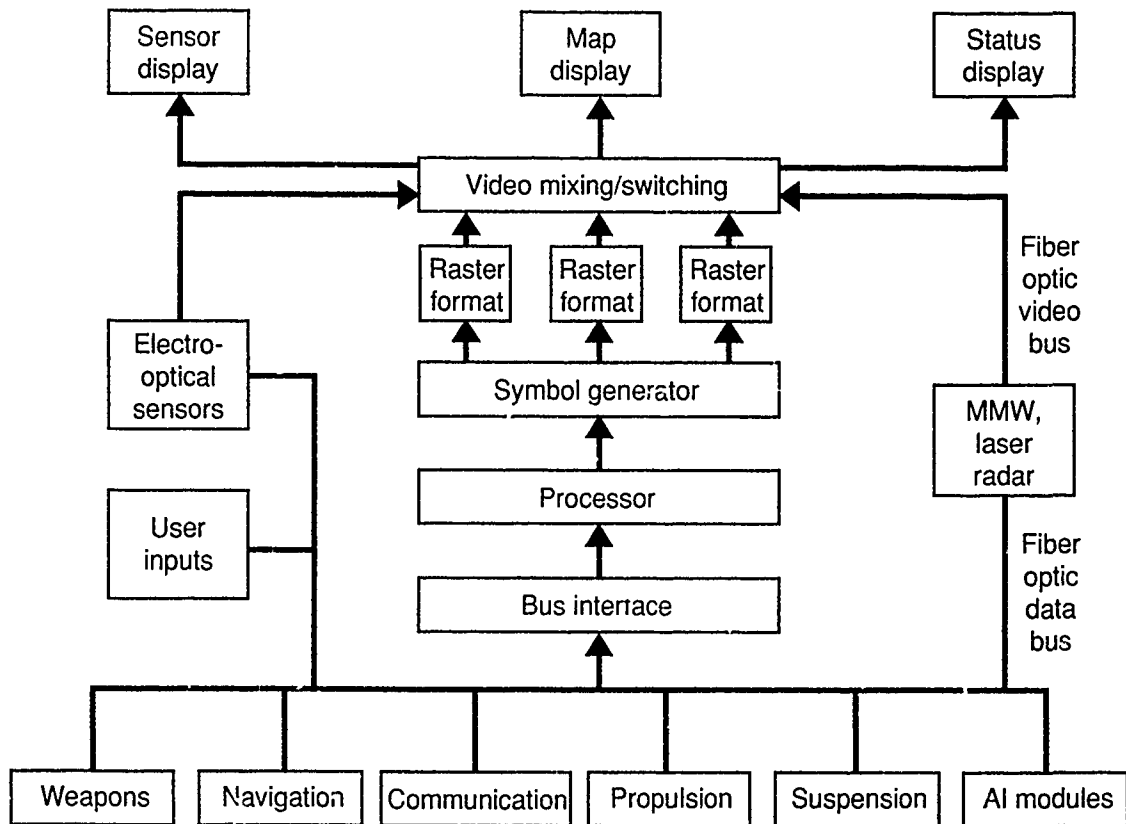 Sensor
display
Map
display
Status
display
Video mixing/switching
Raster
format
Raster
format
Raster
format
Fiber
optic
video
bus
Electro-
optical
sensors
Symbol generator
MMW,
laser
radar
Processor
User
inputs
Fiber
optic
data
bus
Bus interface
Weapons
Navigation
Communication
Propulsion
Suspension
AI modules